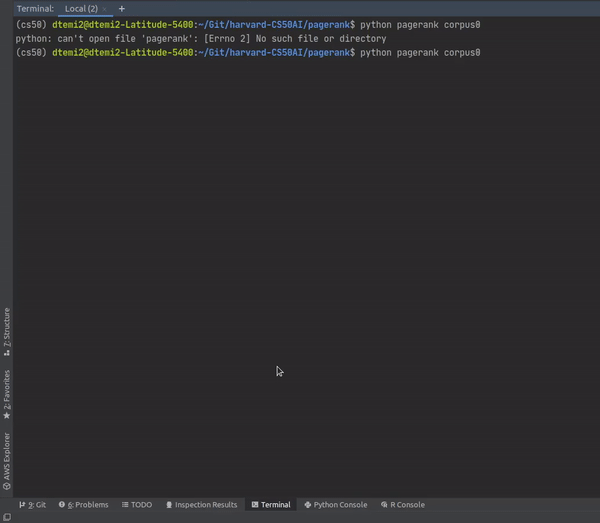 Terminal: Local (2) × +
(cs50) dtemi2@dtemi2-Latitude-5400:~/Git/harvard-CS50AI/pagerank$ python pagerank corpus0
python: can't open file 'pagerank': [Errno 2] No such file or directory
(cs50) dtemi2@dtemi2-Latitude-5400:~/Git/harvard-CS50AI/pagerank$ python pagerank corpus0
7: Structure
2: Favorites
AWS Explorer
9: Git 6: Problems TODO Inspection Results Terminal Python Console R Console